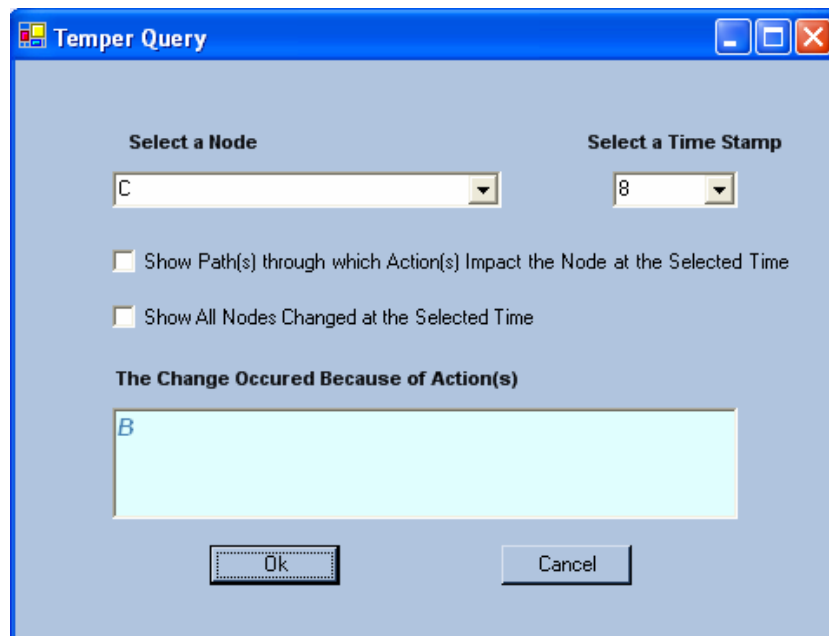 Temper Query
Select a Node
Select a Time Stamp
C
8
Show Path(s) through which Action(s) Impact the Node at the Selected Time
Show All Nodes Changed at the Selected Time
The Change Occured Because of Action(s)
B
Ok
Cancel